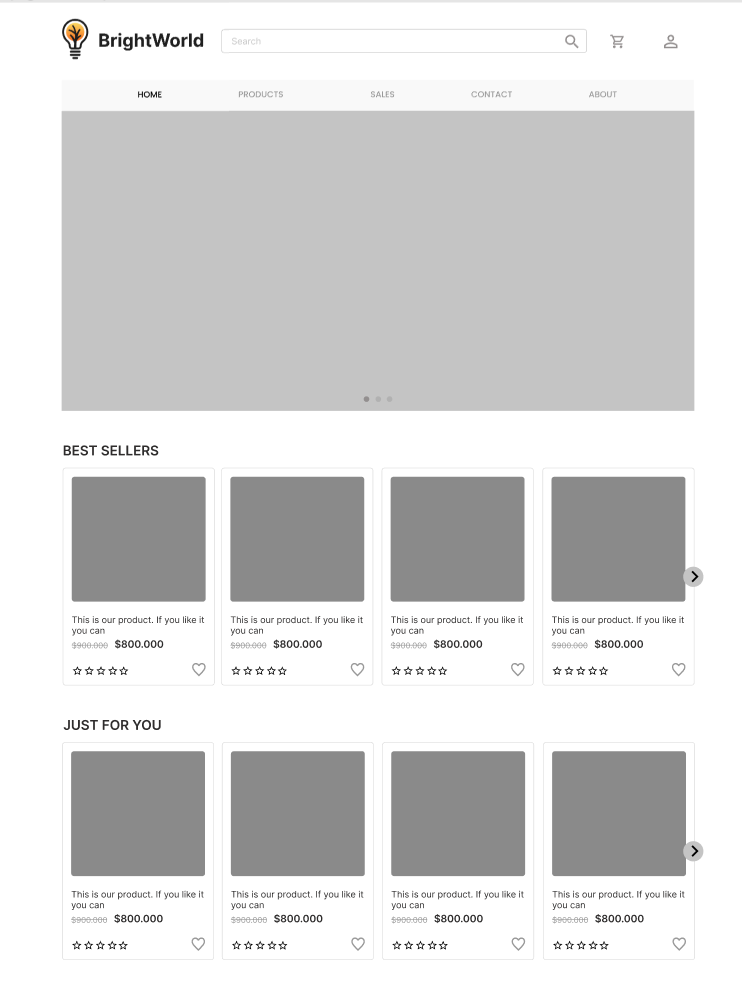 BrightWorld
Search
HOME PRODUCTS SALES CONTACT ABOUT
BEST SELLERS
This is our product. If you like it
you can
$900.000 $800.000
This is our product. If you like it
you can
$900.000 $800.000
This is our product. If you like it
you can
$900.000 $800.000
This is our product. If you like it
you can
$900.000 $800.000
JUST FOR YOU
This is our product. If you like it
you can
$900.000 $800.000
This is our product. If you like it
you can
$900.000 $800.000
This is our product. If you like it
you can
$900.000 $800.000
This is our product. If you like it
you can
$900.000 $800.000